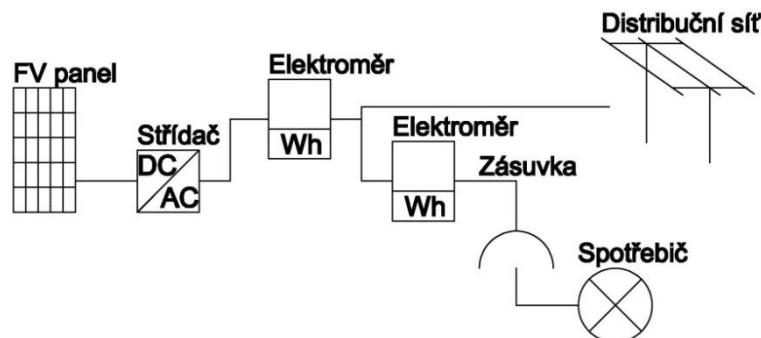 Distribuční síť
FV panel
Elektroměr
Střídač
DC
AC
Wh
Elektroměr
Wh
Zásuvka
Spotřebič